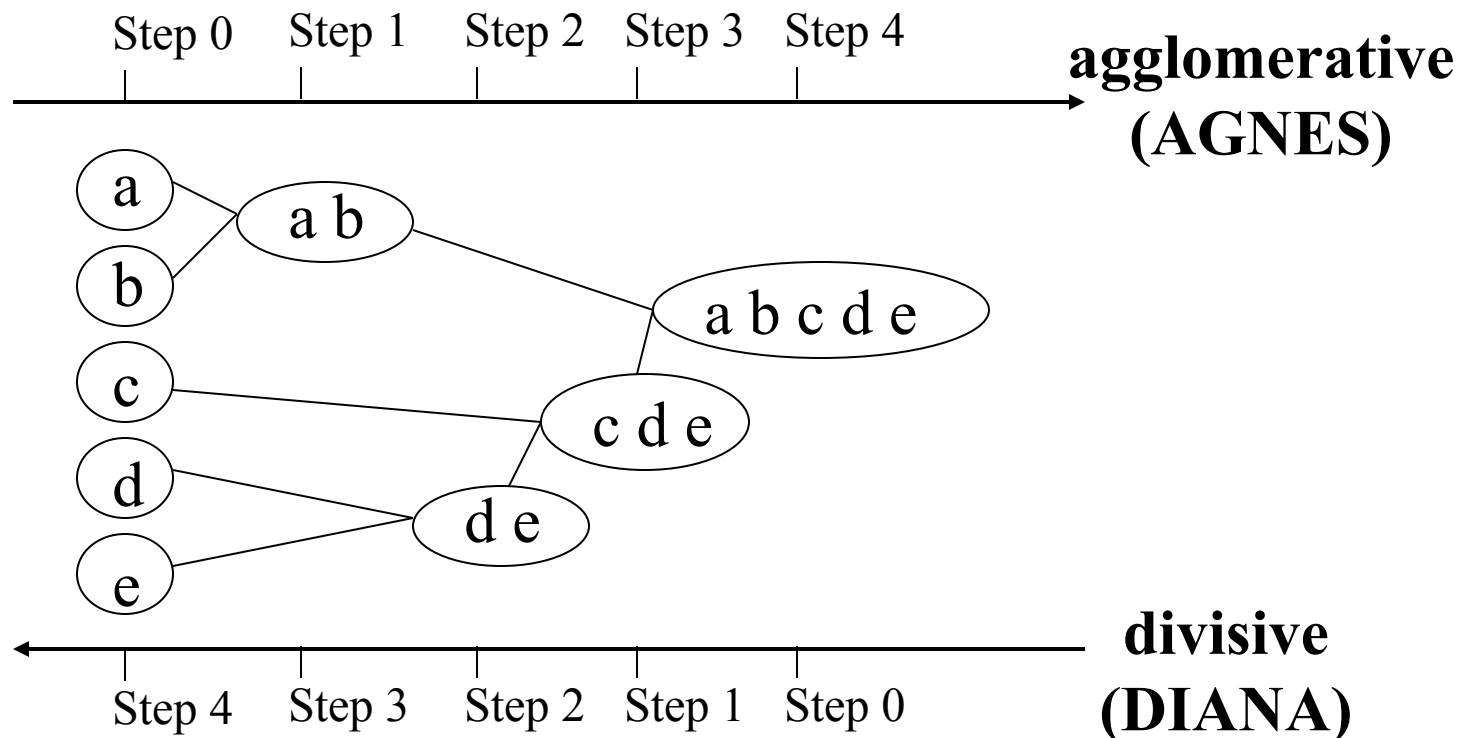 Step 0 Step 1 Step 2 Step 3 Step 4
agglomerative
(AGNES)
a
a b
b
a b c d e
c
c d e
d
d e
e
divisive
(DIANA)
Step 4 Step 3 Step 2 Step 1 Step 0